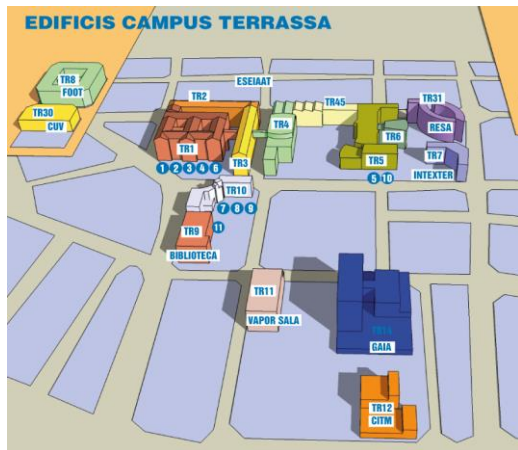 EDIFICIS CAMPUS TERRASSA
TR8
FOOT
TR30
CUV
ESEIAAT
TR2
TR45
TR31
TR1
TR4
TR6
RESA
TR3
TR5
TR7
1 2 3 4 6
5 10
INTEXTER
TR10
7 8 9
TR9
11
BIBLIOTECA
TR11
VAPOR SALA
TR14
GAIA
TR12
CITM